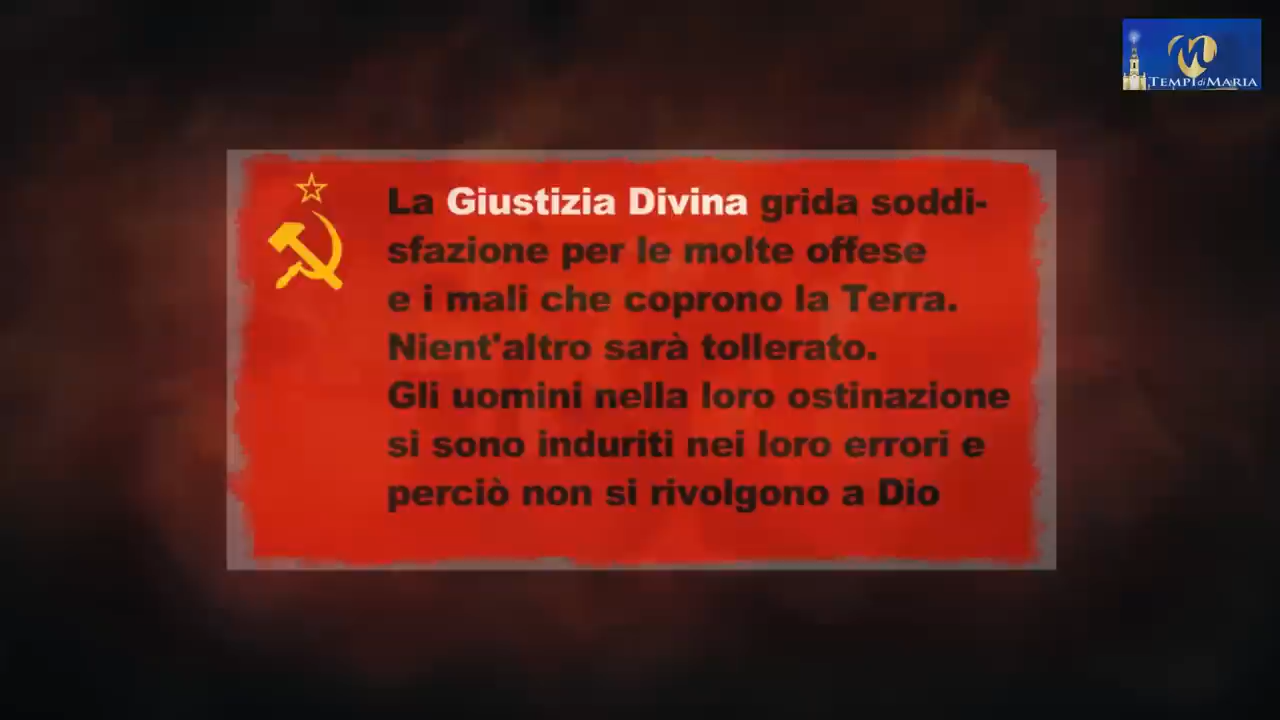 TEMPI di MARIA
La Giustizia Divina grida soddi-
sfazione per le molte offese
e i mali che coprono la Terra.
Nient'altro sarà tollerato.
Gli uomini nella loro ostinazione
si sono induriti nei loro errori e
perciò non si rivolgono a Dio